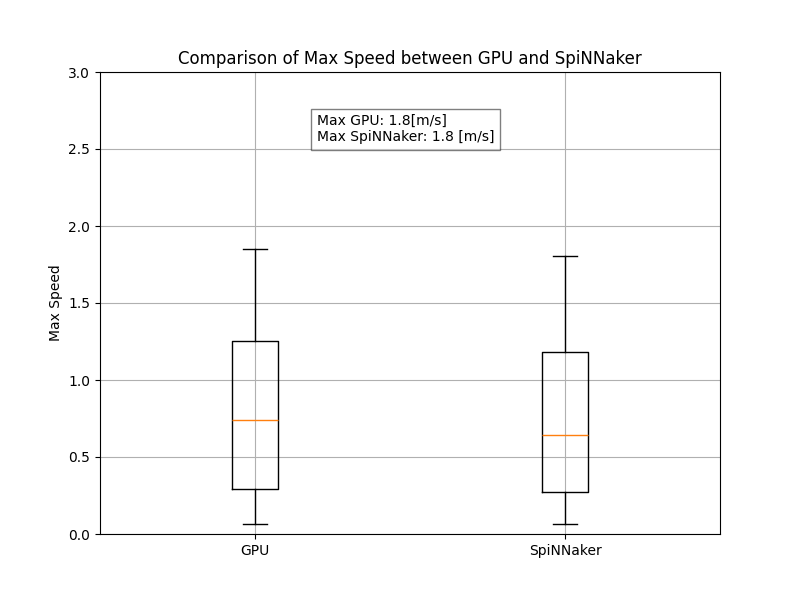 Comparison of Max Speed between GPU and SpiNNaker
3.0
Max GPU: 1.8[m/s]
Max SpiNNaker: 1.8 [m/s]
2.5
2.0
1.5
1.0
0.5
0.0
Max Speed
GPU
SpiNNaker